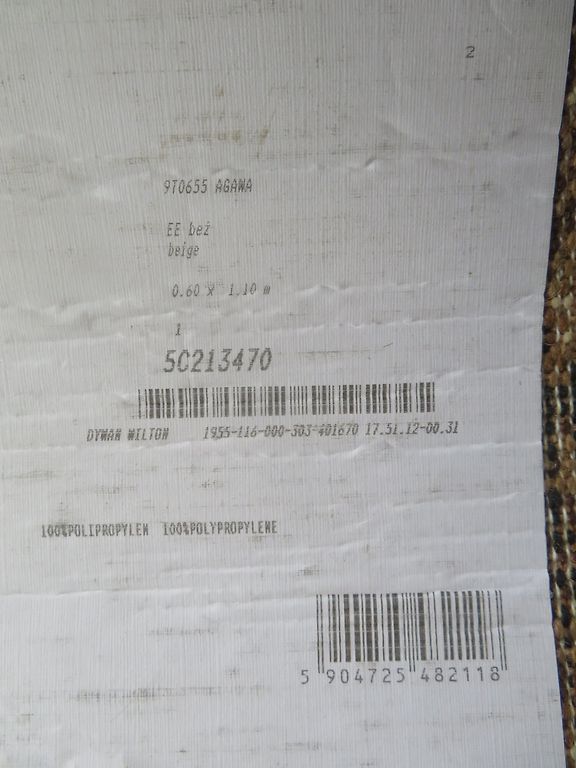 2
9T0655 AGAWA
EE beż
beige
0.60 x 1.10 m
1
5C213470
DYWAN WILTON 1955-116-000-303-401670 17.51.12-00.31
100%POLIPROPYLEN 100%POLYPROPYLENE
5 904725 482118